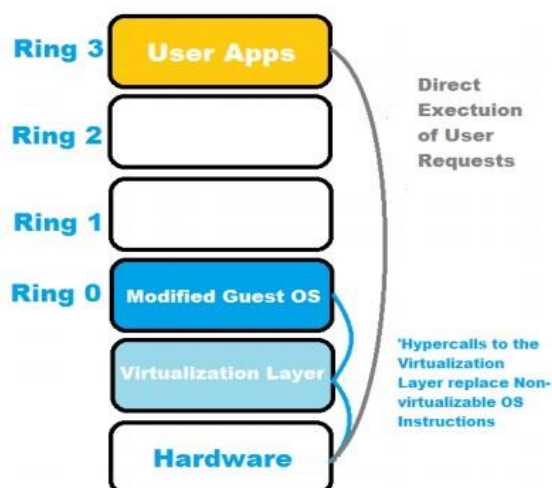 Ring 3
User Apps
Direct
Exectuion
of User
Requests
Ring 2
Ring 1
Ring 0
Modified Guest OS
'Hypercalls to the
Virtualization
Layer replace Non-
virtualizable OS
Instructions
Virtualization Layer
Hardware